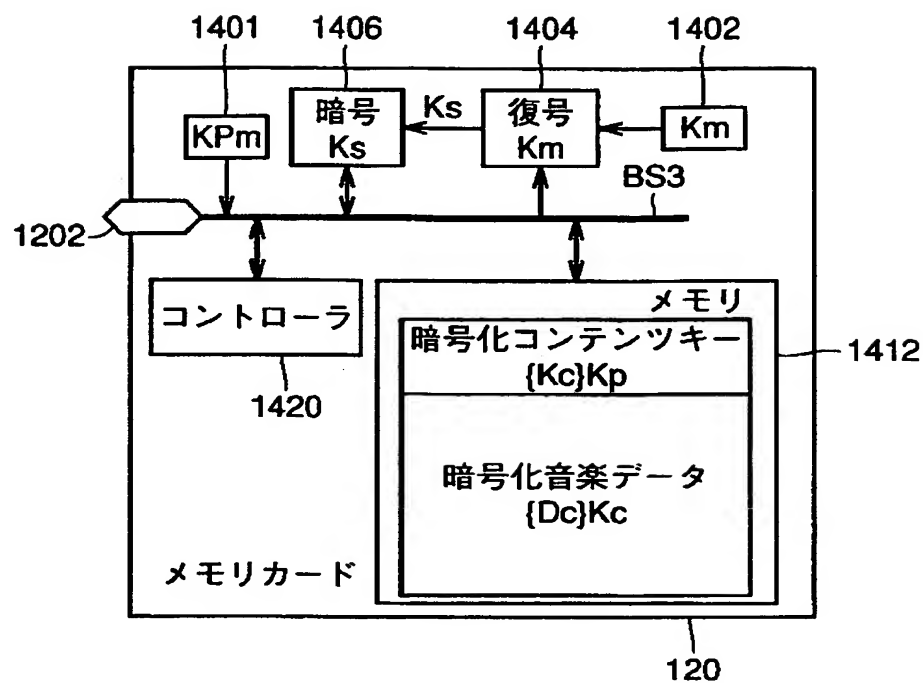 1401
1406
1404
1402
KPm
暗号
Ks
Ks
復号
Km
Km
BS3
1202
コントローラ
1420
メモリ
暗号化コンテンツキー
{Kc}Kp
1412
暗号化音楽データ
{Dc}Kc
メモリカード
120